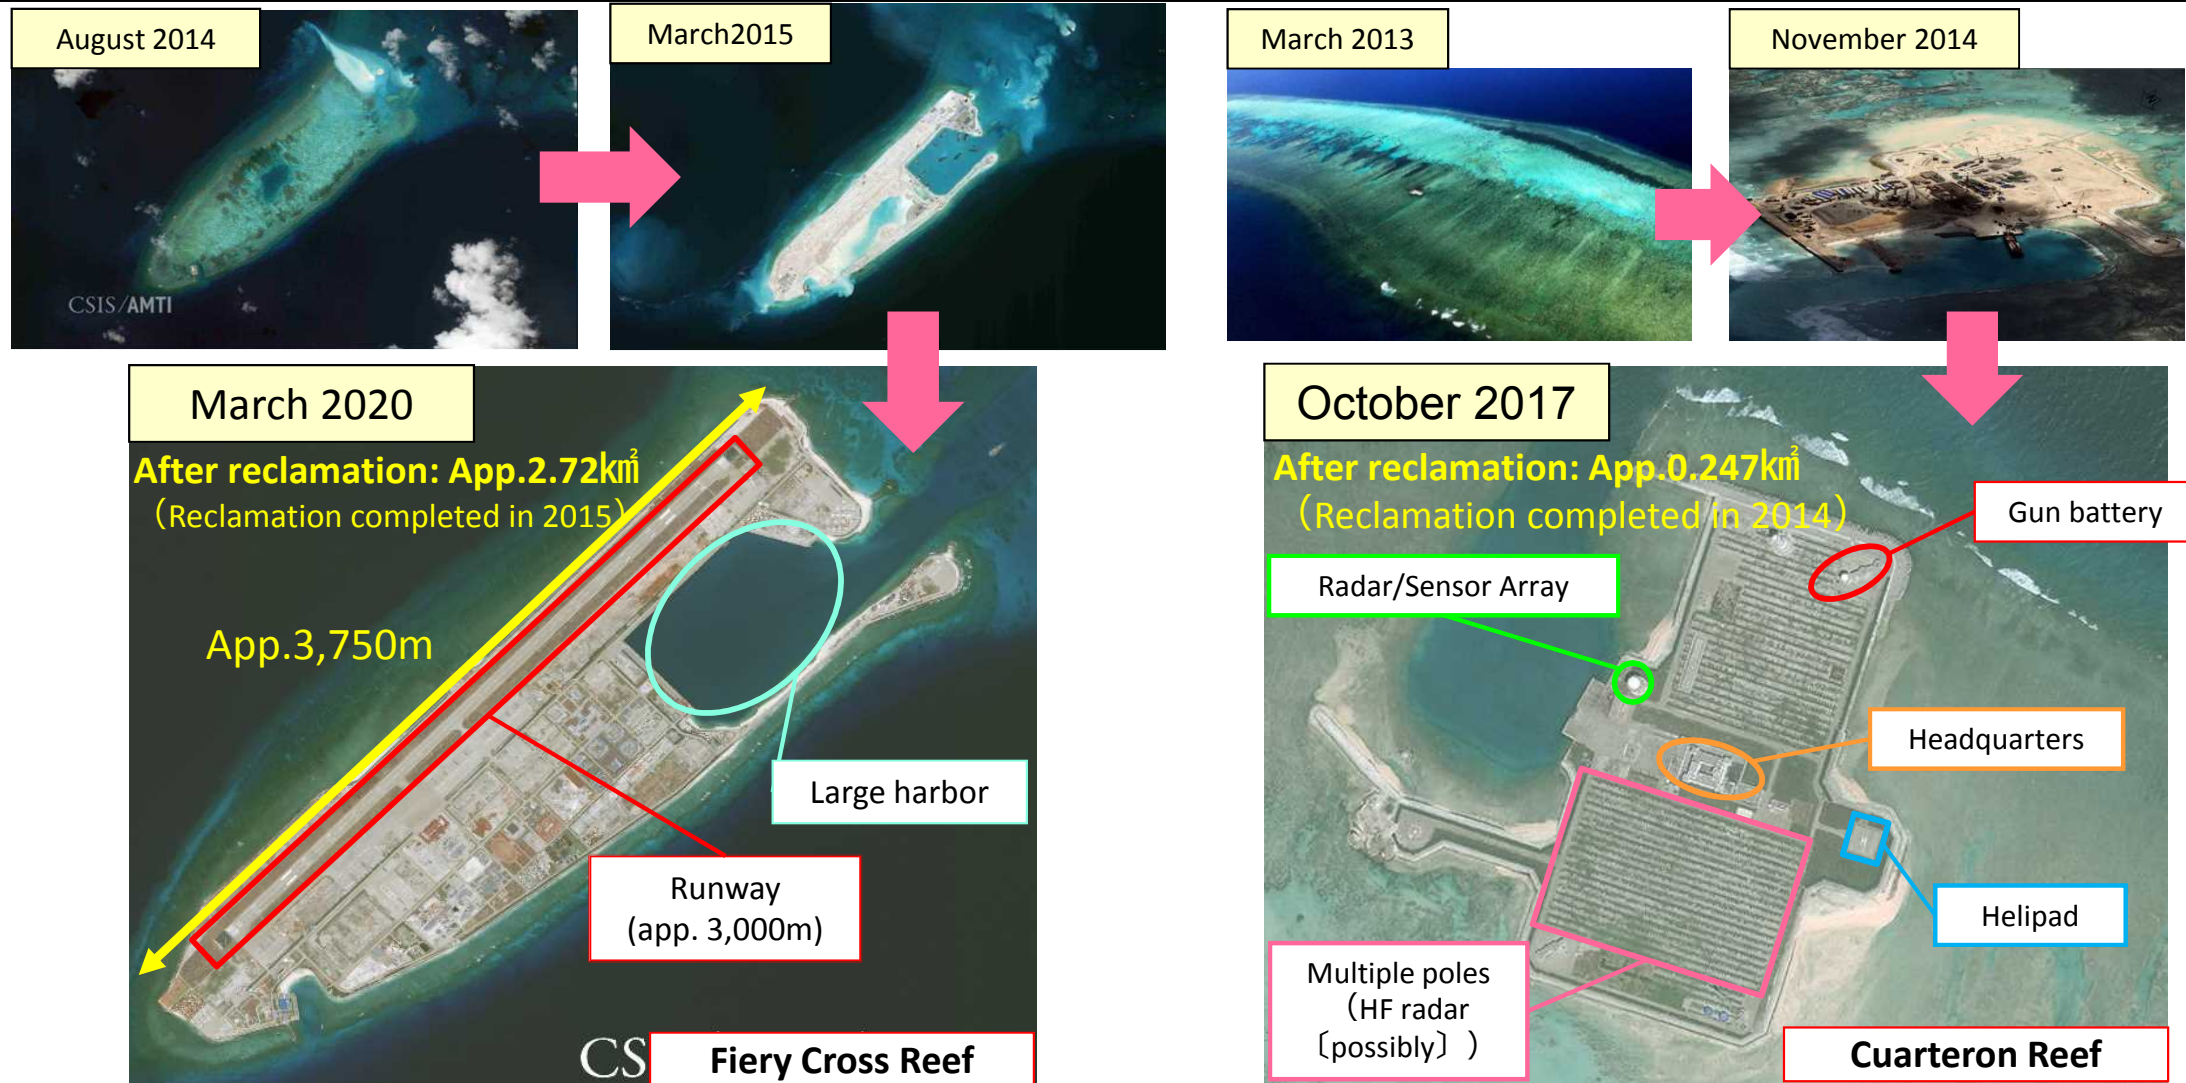 August 2014
March2015
March 2013
November 2014
CSIS/AMTI
March 2020
After reclamation: App.2.72k㎡
（Reclamation completed in 2015）
App.3,750m
Large harbor
Runway
(app. 3,000m)
CS
Fiery Cross Reef
October 2017
After reclamation: App.0.247k㎡
（Reclamation completed in 2014）
Gun battery
Radar/Sensor Array
Headquarters
Helipad
Multiple poles
（HF radar
〔possibly〕）
Cuarteron Reef